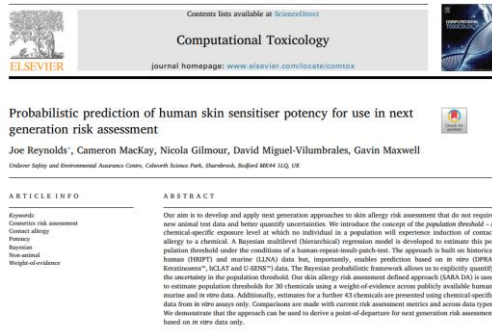 Contents lists available at ScienceDirect
Computational Toxicology
journal homepage: www.elsevier.com/locate/comtox
ELSEVIER
COMPUTATIONAL
TOXICOLOGY
Probabilistic prediction of human skin sensitiser potency for use in next
generation risk assessment
Check for
updates
Joe Reynolds*, Cameron MacKay, Nicola Gilmour, David Miguel-Vilumbrales, Gavin Maxwell
Unilever Safety and Environmental Assurance Centre, Colworth Science Park, Sharnbrook, Bedford MK44 1LQ, UK
ARTICLE INFO
Keywords:
Cosmetics risk assessment
Contact allergy
Potency
Bayesian
Non-animal
Weight-of-evidence
ABSTRACT
Our aim is to develop and apply next generation approaches to skin allergy risk assessment that do not require
new animal test data and better quantify uncertainties. We introduce the concept of the population threshold –
chemical-specific exposure level at which no individual in a population will experience induction of contact
allergy to a chemical. A Bayesian multilevel (hierarchical) regression model is developed to estimate this po
pulation threshold under the conditions of a human-repeat-insult-patch-test. The approach is built on historical
human (HRIPT) and murine (LLNA) data but, importantly, enables prediction based on in vitro (DPRA
Keratinosens™, hCLAT and U-SENS™) data. The Bayesian probabilistic framework allows us to explicitly quantify
the uncertainty in the population threshold. Our skin allergy risk assessment defined approach (SARA DA) is used
to estimate population thresholds for 30 chemicals using a weight-of-evidence across publicly available human
murine and in vitro data. Additionally, estimates for a further 43 chemicals are presented using chemical-specific
data from in vitro assays only. Comparisons are made with current risk assessment metrics and across data types
We demonstrate that the approach can be used to derive a point-of-departure for next generation risk assessment
based on in vitro data only.